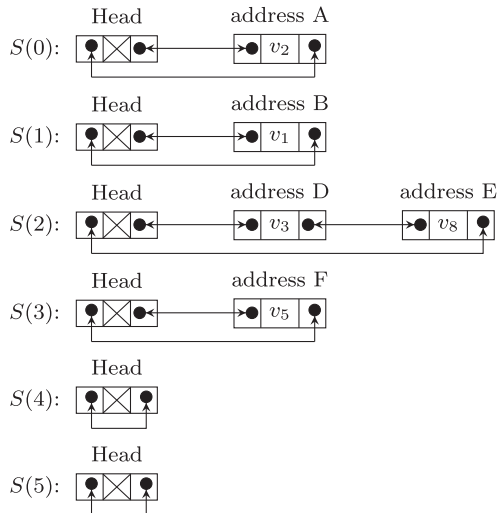 Head address A
S(0): v₂
Head address B
S(1): v₁
Head address D address E
S(2): v₃ v₈
Head address F
S(3): v₅
Head
S(4):
Head
S(5):